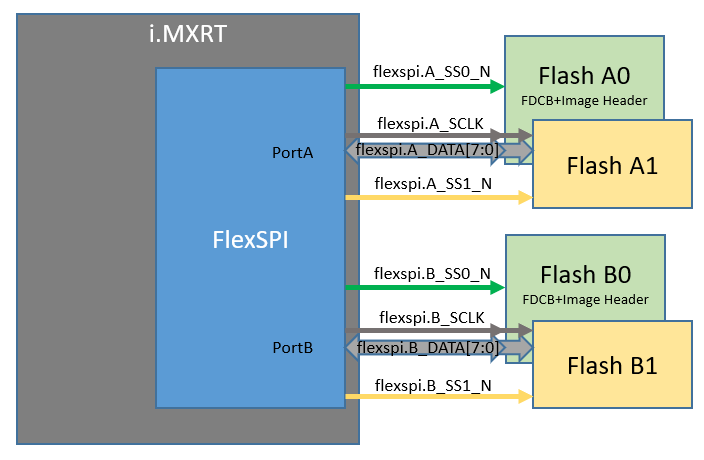 i.MXRT
flexspi.A_SS0_N
Flash A0
FDCB+Image Header
flexspi.A_SCLK
PortA
flexspi.A_DATA[7:0]
Flash A1
flexspi.A_SS1_N
FlexSPI
flexspi.B_SS0_N
Flash B0
FDCB+Image Header
flexspi.B_SCLK
PortB
flexspi.B_DATA[7:0]
Flash B1
flexspi.B_SS1_N